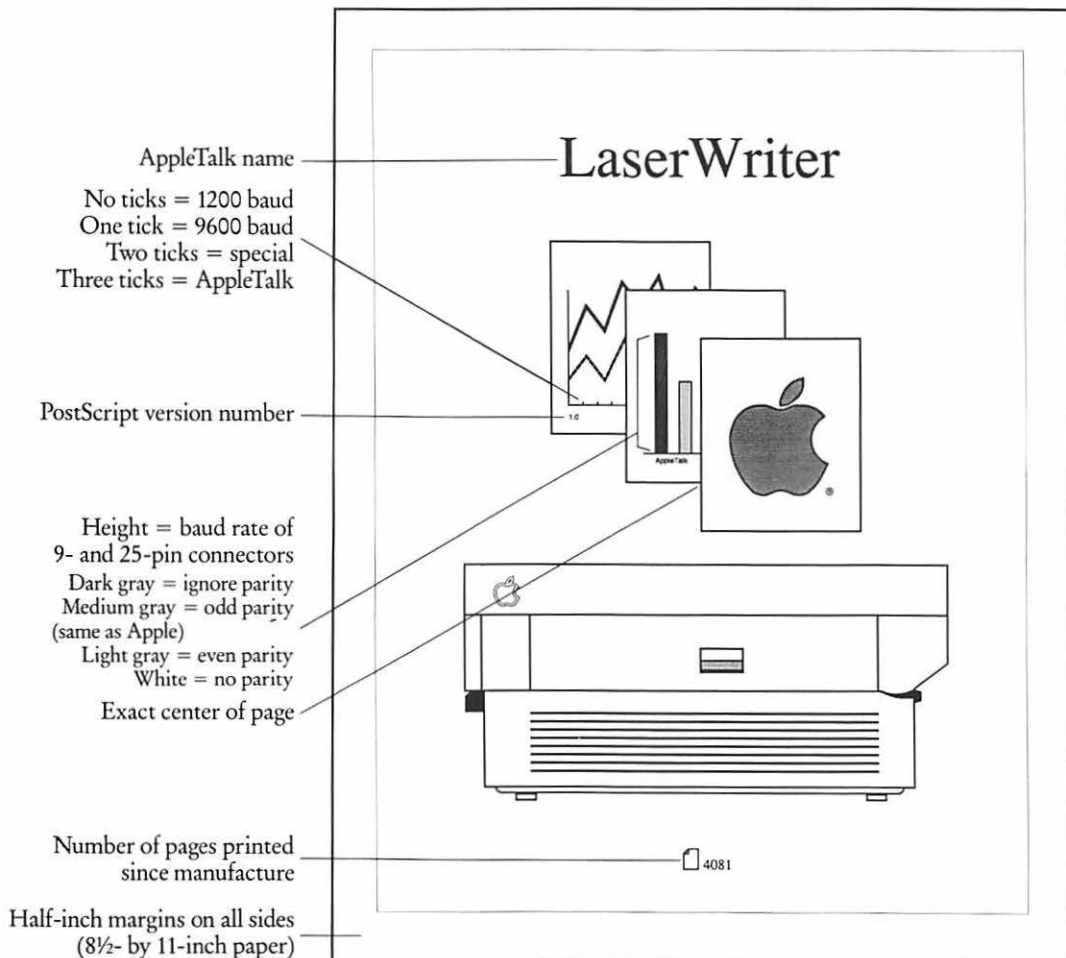 AppleTalk name
LaserWriter
No ticks = 1200 baud
One tick = 9600 baud
Two ticks = special
Three ticks = AppleTalk
PostScript version number
1.0
AppleTalk
®
Height = baud rate of
9- and 25-pin connectors
Dark gray = ignore parity
Medium gray = odd parity
(same as Apple)
Light gray = even parity
White = no parity
Exact center of page
Number of pages printed
since manufacture
4081
Half-inch margins on all sides
(8½- by 11-inch paper)